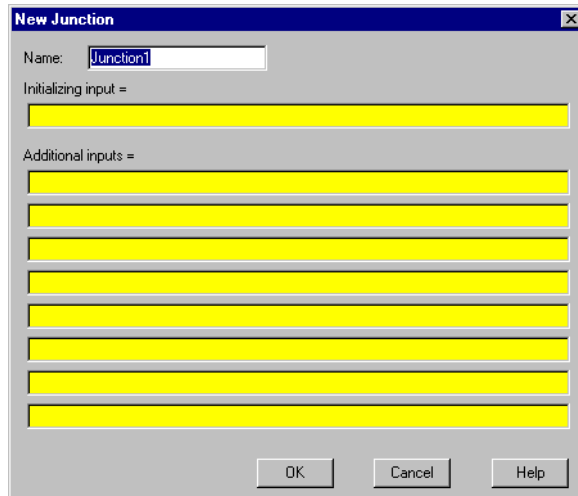 New Junction
Name: Junction1
Initializing input =
Additional inputs =
OK Cancel Help